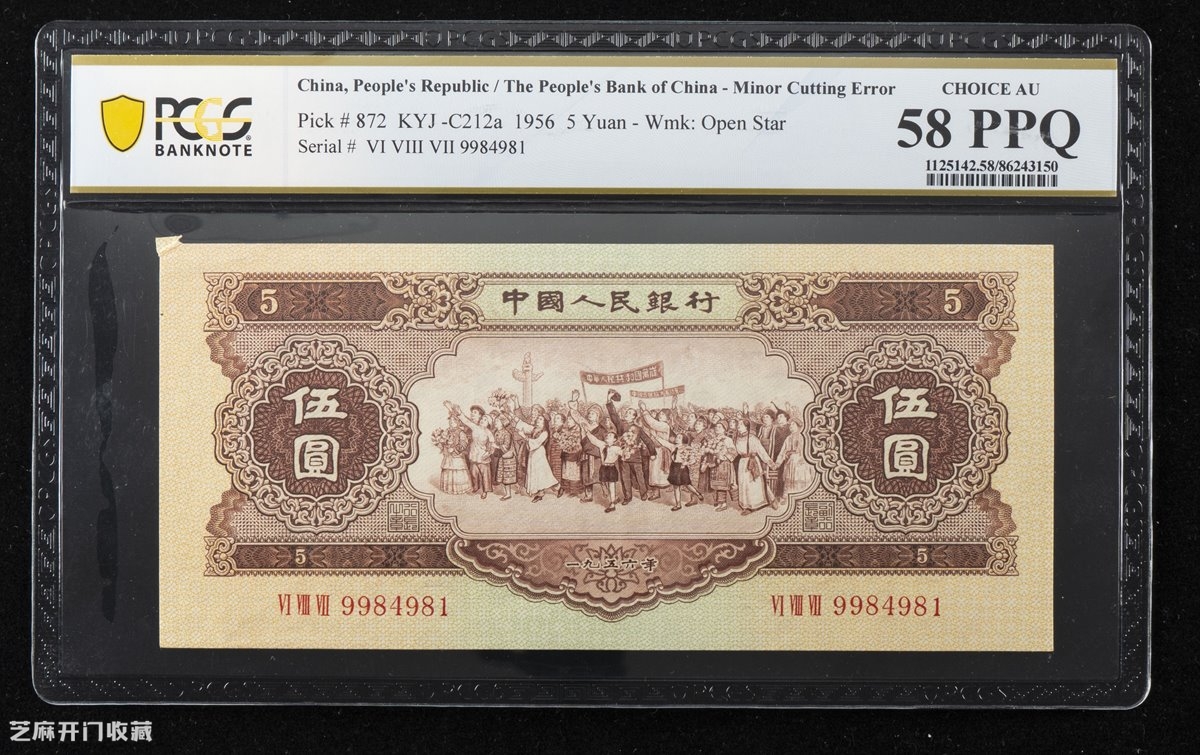 China, People's Republic / The People's Bank of China - Minor Cutting Error
CHOICE AU
PCGS
BANKNOTE
Pick # 872 KYJ -C212a 1956 5 Yuan - Wmk: Open Star
58 PPQ
Serial # VI VIII VII 9984981
1125142.58/86243150
5 中國人民銀行 5
伍圓
伍圓
5 一九五六年 5
VI VIII VII 9984981
VI VIII VII 9984981
芝麻开门收藏